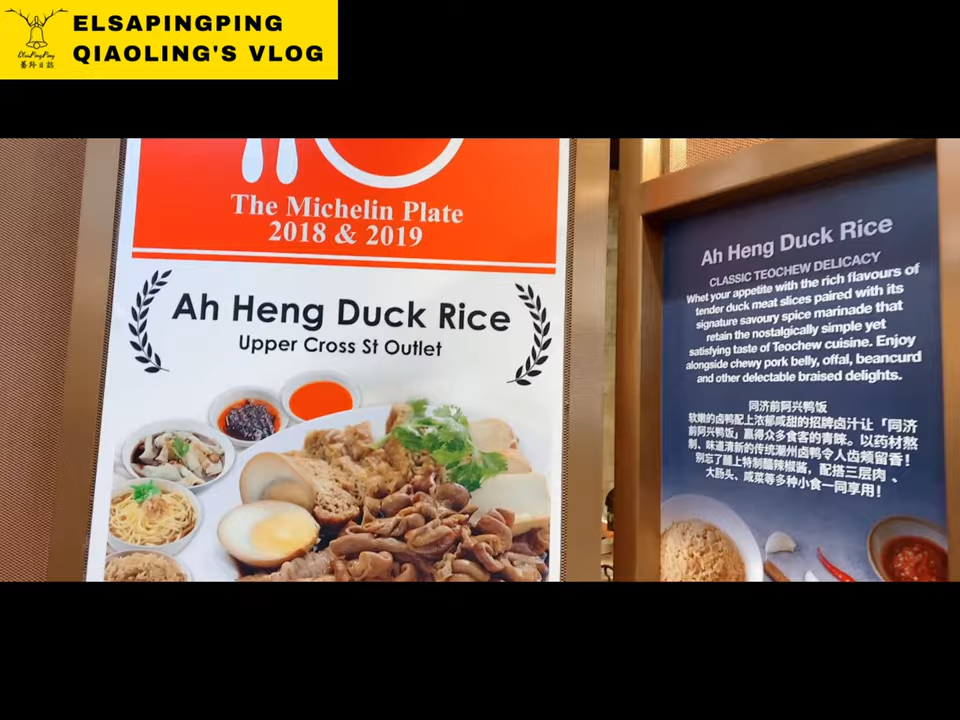 ELSAPINGPING
QIAOLING'S VLOG
ElsaPingPing
The Michelin Plate
2018 & 2019
Ah Heng Duck Rice
Upper Cross St Outlet
Ah Heng Duck Rice
CLASSIC TEOCHEW DELICACY
Whet your appetite with the rich flavours of
tender duck meat slices paired with its
signature savoury spice marinade that
retain the nostalgically simple yet
satisfying taste of Teochew cuisine. Enjoy
alongside chewy pork belly, offal, beancurd
and other delectable braised delights.
同济前阿兴鸭饭
软嫩的卤鸭配上浓郁咸甜的招牌卤汁让「同济
前阿兴鸭饭」赢得众多食客的青睐。以药材熬
制、味道清新的传统潮州卤鸭令人齿颊留香！
别忘了蘸上特制醋辣椒酱，配搭三层肉、
大肠头、咸菜等多种小食一同享用！